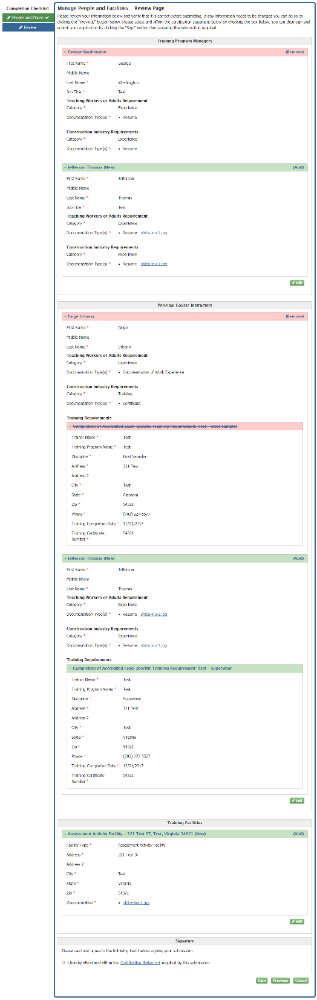 Completion Checklist
People and Places
Review
Manage People and Facilities Review Page
Please review your information below and verify that it is correct before submitting. If any information needs to be changed you can do so by
clicking the "Previous" button below. Please attest and affirm the certification statement below by checking the box below. You can then sign and
submit your application by clicking the "Sign" button then entering the information required.
Training Program Managers
George Washington (Remove)
First Name * George
Middle Name
Last Name * Washington
Job Title * Test
Teaching Workers or Adults Requirement
Category * Experience
Documentation Type(s) * • Resume
Construction Industry Requirements
Category * Experience
Documentation Type(s) * • Resume
Jefferson Thomas (New) (Add)
First Name * Jefferson
Middle Name
Last Name * Thomas
Job Title * Test
Teaching Workers or Adults Requirement
Category * Experience
Documentation Type(s) * • Resume shiba-inu-1.jpg
Construction Industry Requirements
Category * Experience
Documentation Type(s) * • Resume shiba-inu-1.jpg
Edit
Principal Course Instructors
Paige Urbano (Remove)
First Name * Paige
Middle Name
Last Name * Urbano
Teaching Workers or Adults Requirement
Category * Experience
Documentation Type(s) * • Documentation of Work Experience
Construction Industry Requirements
Category * Training
Documentation Type(s) * • Certificate
Training Requirements
Completion of Accredited Lead-specific Training Requirement: Test - Dust Sampler
Trainer Name * Test
Training Program Name * Test
Discipline * Dust Sampler
Address * 321 Test
Address 2
City * Test
State * Alabama
Zip * 54321
Phone * (703) 227-5577
Training Completion Date * 11/01/2017
Training Certificate 54321
Number *
Jefferson Thomas (New) (Add)
First Name * Jefferson
Middle Name
Last Name * Thomas
Teaching Workers or Adults Requirement
Category * Experience
Documentation Type(s) * • Resume shiba-inu-1.jpg
Construction Industry Requirements
Category * Experience
Documentation Type(s) * • Resume shiba-inu-1.jpg
Training Requirements
Completion of Accredited Lead-specific Training Requirement: Test - Supervisor
Trainer Name * Test
Training Program Name * Test
Discipline * Supervisor
Address * 321 Test
Address 2
City * Test
State * Virginia
Zip * 54321
Phone * (703) 227-5577
Training Completion Date * 12/01/2017
Training Certificate 54321
Number *
Edit
Training Facilities
Assessment Activity Facility - 321 Test ST, Test, Virginia 54321 (New) (Add)
Facility Type * Assessment Activity Facility
Address * 321 Test ST
Address 2
City * Test
State * Virginia
Zip * 54321
Documentation * • shiba-inu-1.jpg
Edit
Signature
Please read and agree to the following item before signing your submission.
I hereby attest and affirm the Certification Statement required by this submission.
Sign Previous Cancel